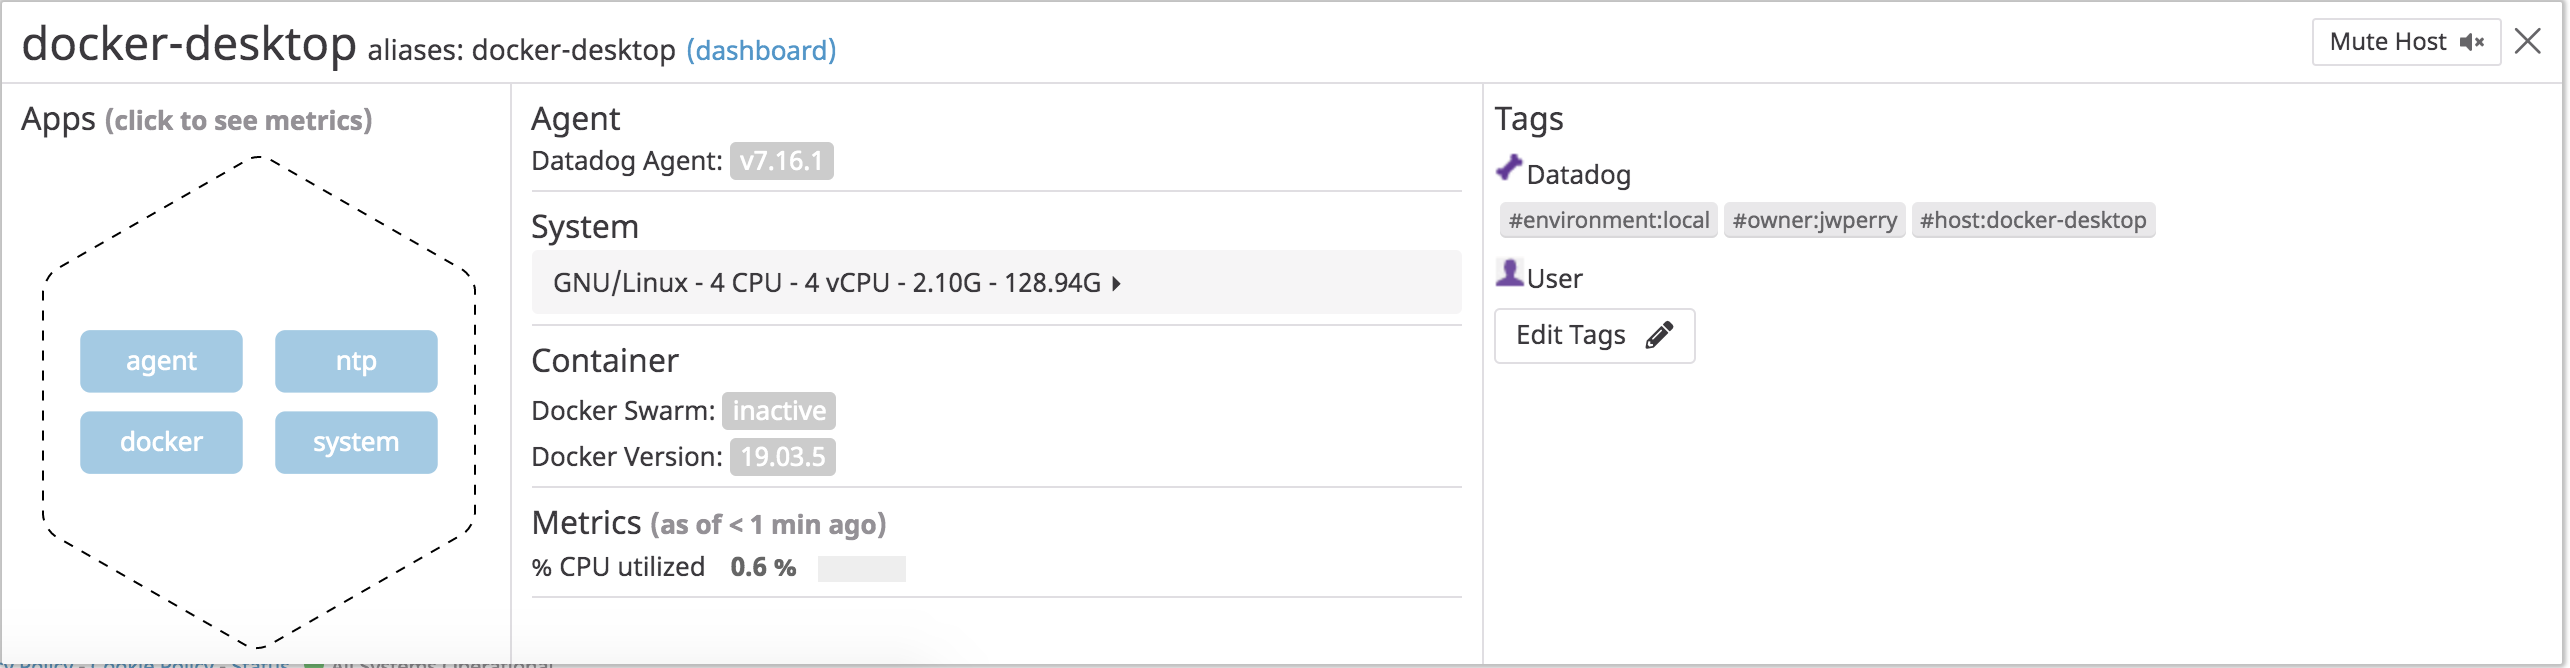 docker-desktop aliases: docker-desktop (dashboard)
Mute Host
Apps (click to see metrics)
agent
ntp
docker
system
Agent
Datadog Agent: v7.16.1
System
GNU/Linux - 4 CPU - 4 vCPU - 2.10G - 128.94G
Container
Docker Swarm: inactive
Docker Version: 19.03.5
Metrics (as of < 1 min ago)
% CPU utilized 0.6 %
Tags
Datadog
#environment:local #owner:jwperry #host:docker-desktop
User
Edit Tags
Policy - Cookie Policy - Status All Systems Operational